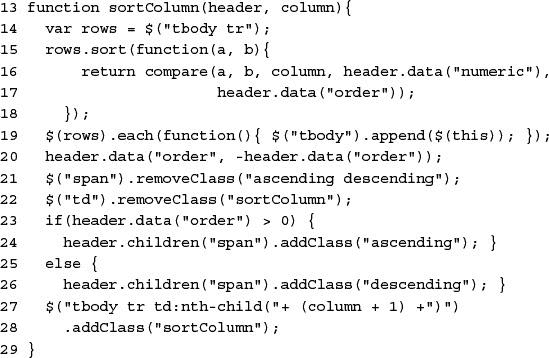 13 function sortColumn(header, column){
14   var rows = $("tbody tr");
15   rows.sort(function(a, b){
16       return compare(a, b, column, header.data("numeric"),
17                      header.data("order"));
18     });
19   $(rows).each(function(){ $("tbody").append($(this)); });
20   header.data("order", -header.data("order"));
21   $("span").removeClass("ascending descending");
22   $("td").removeClass("sortColumn");
23   if(header.data("order") > 0) {
24     header.children("span").addClass("ascending"); }
25   else {
26     header.children("span").addClass("descending"); }
27   $("tbody tr td:nth-child("+ (column + 1) +")")
28     .addClass("sortColumn");
29 }